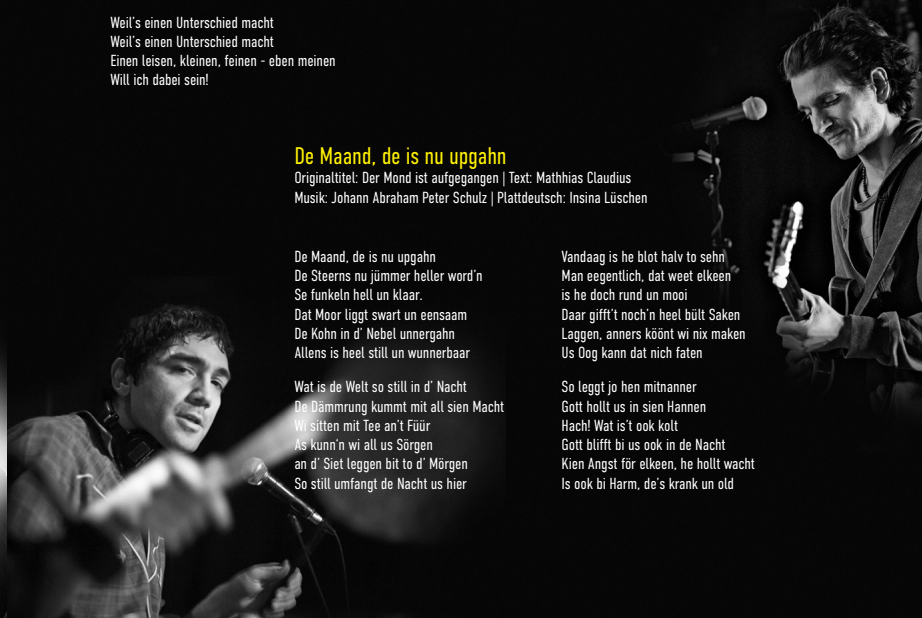 Weil's einen Unterschied macht
Weil's einen Unterschied macht
Einen leisen, kleinen, feinen - eben meinen
Will ich dabei sein!
De Maand, de is nu upgahn
Originaltitel: Der Mond ist aufgegangen | Text: Mathhias Claudius
Musik: Johann Abraham Peter Schulz | Plattdeutsch: Insina Lüschen
De Maand, de is nu upgahn
De Steerns nu jümmer heller word'n
Se funkeln hell un klaar.
Dat Moor liggt swart un eensaam
De Kohn in d' Nebel unnergahn
Allens is heel still un wunnerbaar
Wat is de Welt so still in d' Nacht
De Dämmrung kummt mit all sien Macht
Wi sitten mit Tee an't Füür
As kunn'n wi all us Sörgen
an d' Siet leggen bit to d' Mörgen
So still umfangt de Nacht us hier
Vandaag is he blot halv to sehn
Man eegentlich, dat weet elkeen
is he doch rund un mooi
Daar gifft't noch'n heel bült Saken
Laggen, anners köönt wi nix maken
Us Oog kann dat nich faten
So leggt jo hen mitnanner
Gott hollt us in sien Hannen
Hach! Wat is't ook kolt
Gott blifft bi us ook in de Nacht
Kien Angst för elkeen, he hollt wacht
Is ook bi Harm, de's krank un old